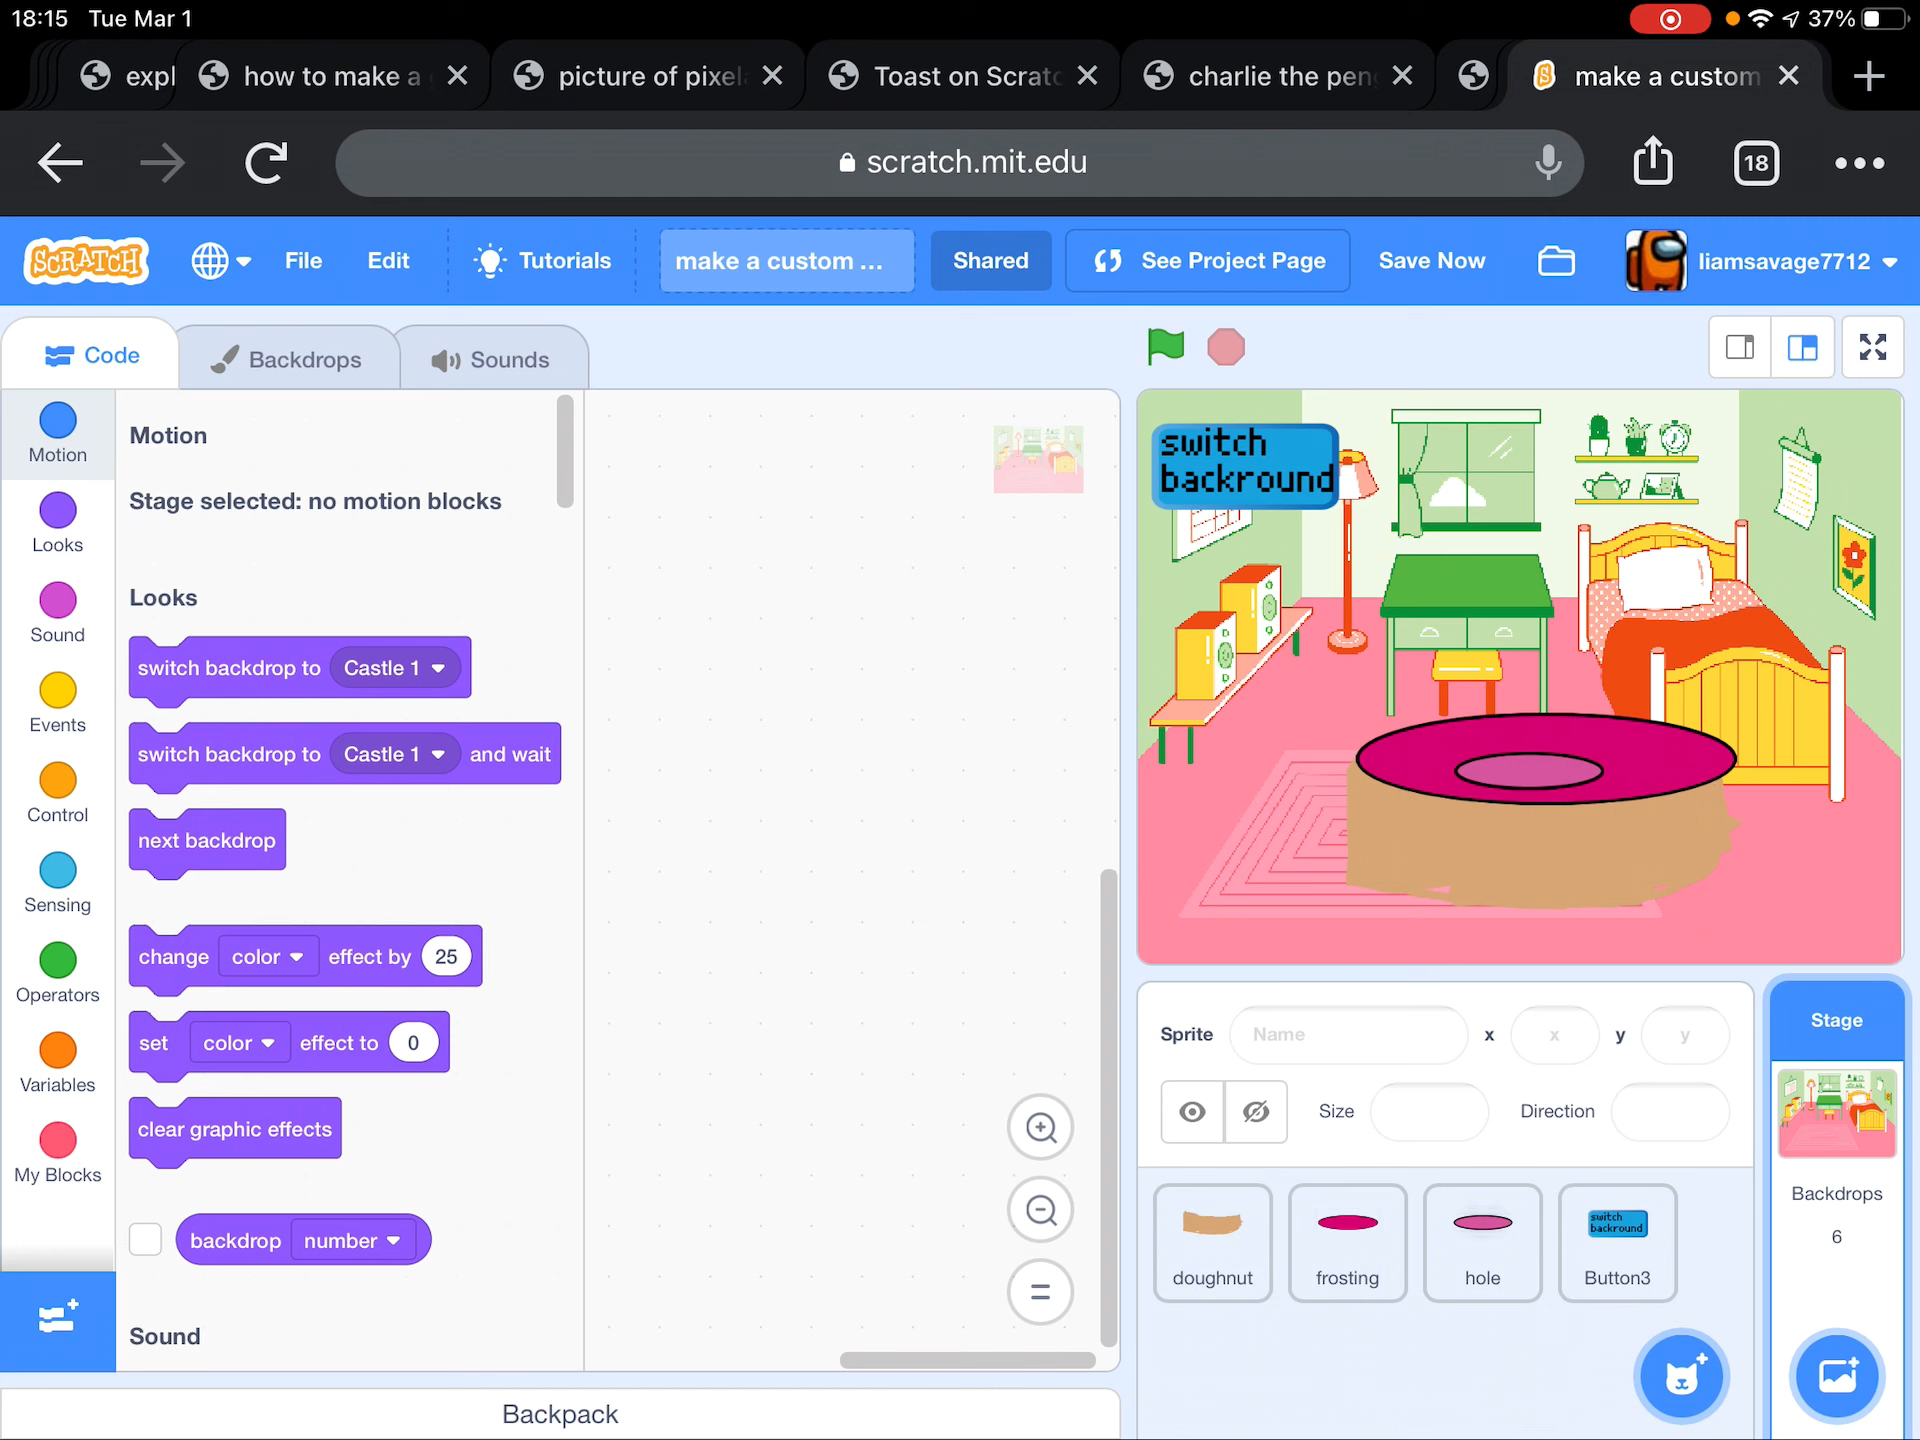 18:15 Tue Mar 1
37%
expl
how to make a
picture of pixel
Toast on Scratc
charlie the pen
make a custom
scratch.mit.edu
18
SCRATCH
File
Edit
Tutorials
make a custom ...
Shared
See Project Page
Save Now
liamsavage7712
Code
Backdrops
Sounds
Motion
Looks
Sound
Events
Control
Sensing
Operators
Variables
My Blocks
Motion
Stage selected: no motion blocks
Looks
switch backdrop to Castle 1
switch backdrop to Castle 1 and wait
next backdrop
change color effect by 25
set color effect to 0
clear graphic effects
backdrop number
Sound
Backpack
switch
backround
Sprite Name x x y y
Size Direction
doughnut
frosting
hole
switch
backround
Button3
Stage
Backdrops
6